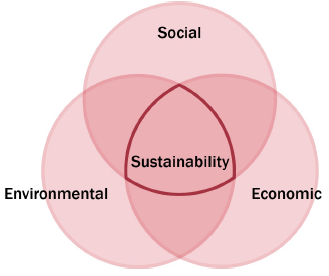 Social
Sustainability
Environmental
Economic